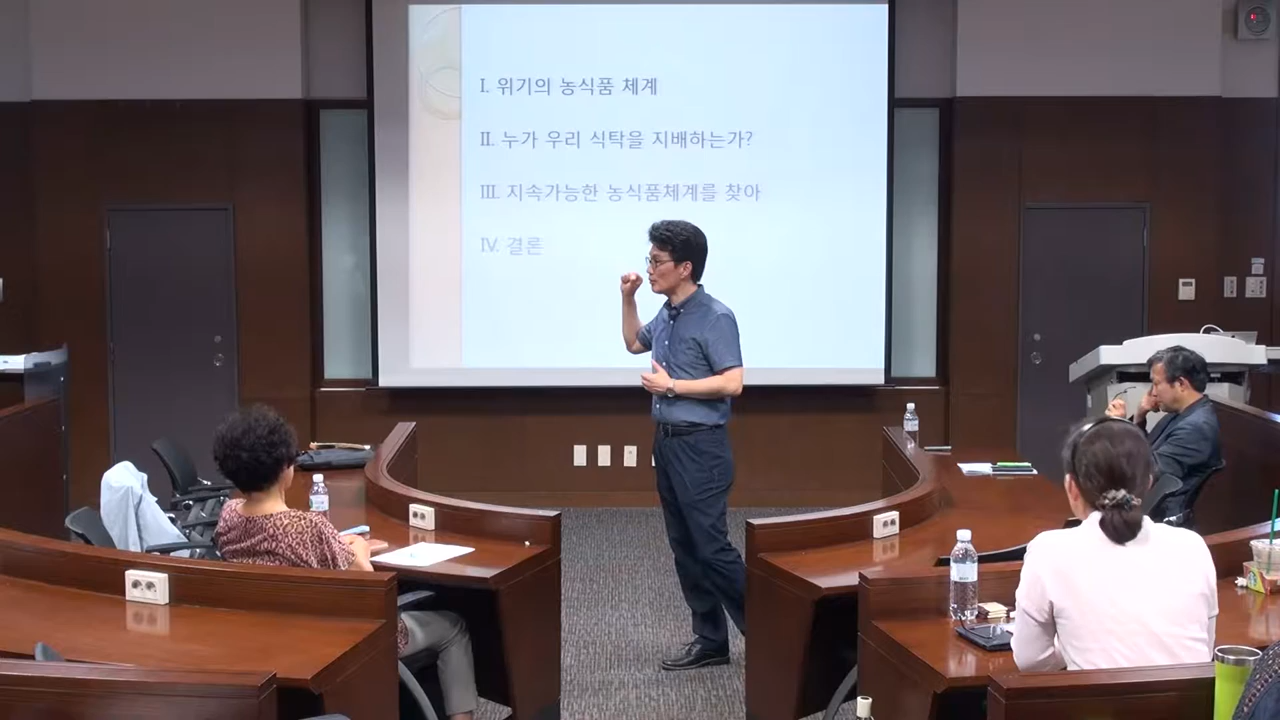 Ⅰ. 위기의 농식품 체계
Ⅱ. 누가 우리 식탁을 지배하는가?
Ⅲ. 지속가능한 농식품체계를 찾아
Ⅳ. 결론